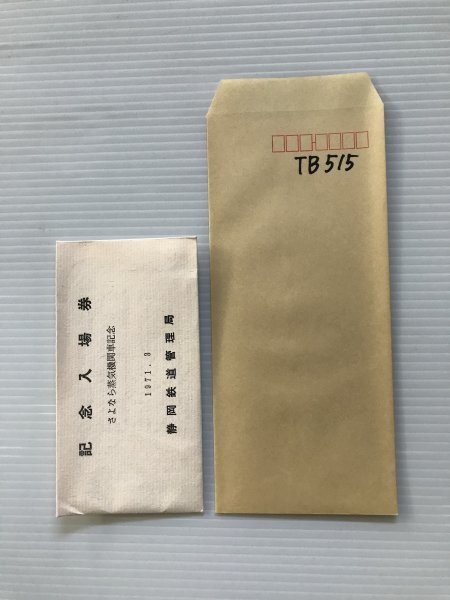 記念入場券
さよなら蒸気機関車記念
1971.3
静岡鉄道管理局
TB515